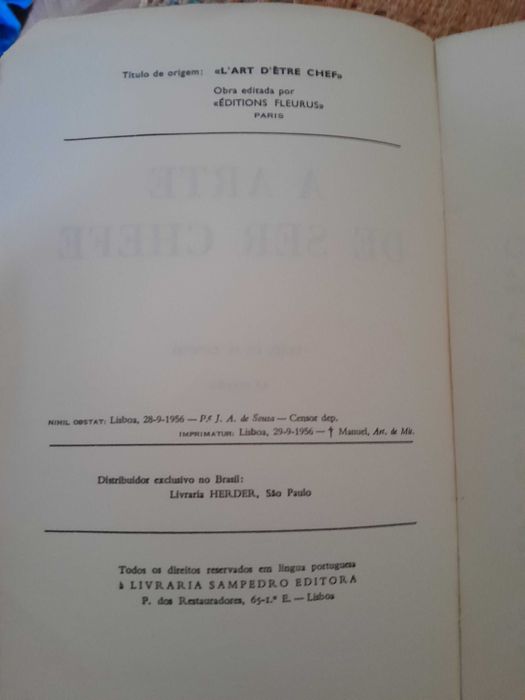 Título de origem: «L'ART D'ÊTRE CHEF»
Obra editada por
«ÉDITIONS FLEURUS»
PARIS
A ARTE
DE SER CHEFE
NIHIL OBSTAT: Lisboa, 28-9-1956 — P.e J. A. de Sousa — Censor dep.
IMPRIMATUR: Lisboa, 29-9-1956 — † Manuel, Arc. de Mit.
Distribuidor exclusivo no Brasil:
Livraria HERDER, São Paulo
Todos os direitos reservados em língua portuguesa
à LIVRARIA SAMPEDRO EDITORA
P. dos Restauradores, 65-1.º E. — Lisboa